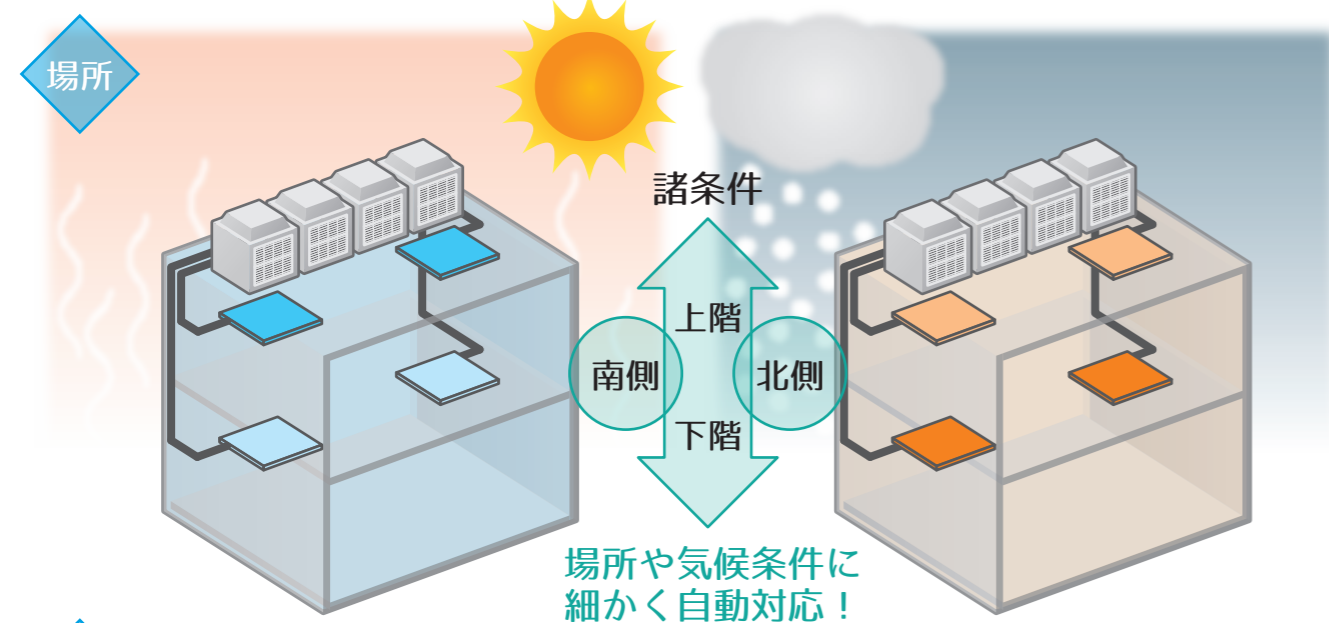 場所
諸条件
上階
南側
北側
下階
場所や気候条件に
細かく自動対応！